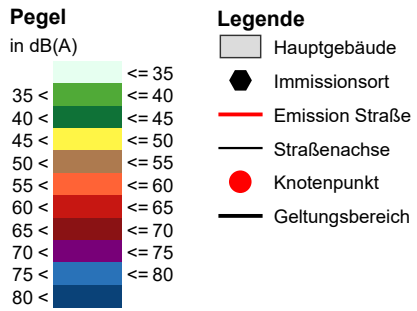 Pegel
in dB(A)
<= 35
35 < <= 40
40 < <= 45
45 < <= 50
50 < <= 55
55 < <= 60
60 < <= 65
65 < <= 70
70 < <= 75
75 < <= 80
80 <
Legende
Hauptgebäude
Immissionsort
Emission Straße
Straßenachse
Knotenpunkt
Geltungsbereich